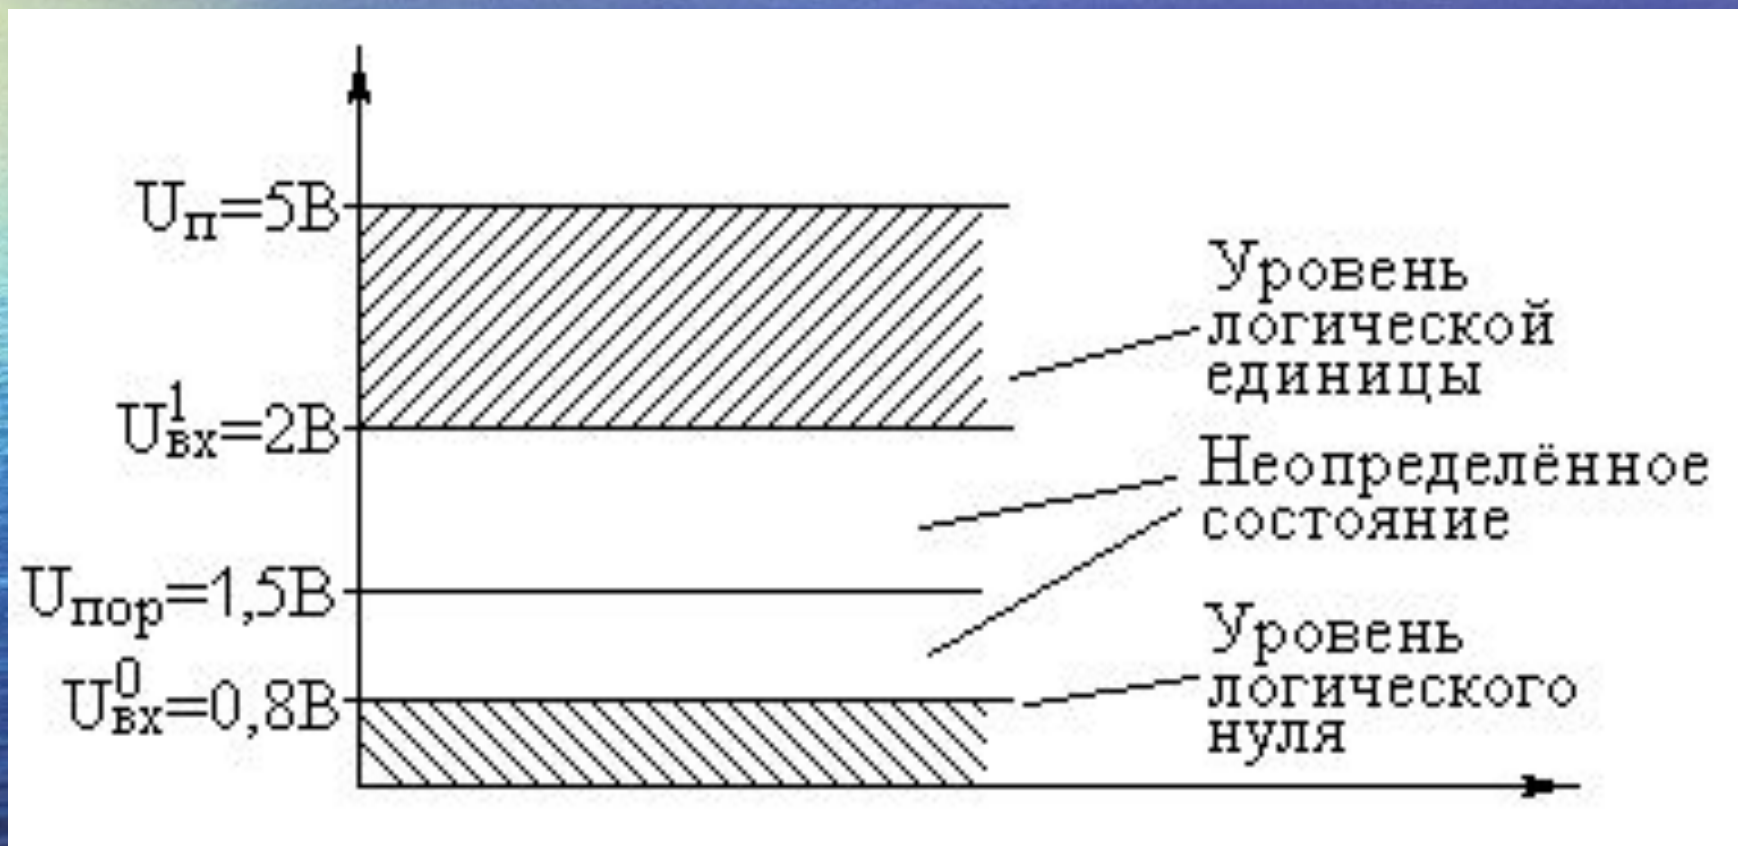 Uп=5В
Уровень
логической
единицы
U¹вх=2В
Неопределённое
состояние
Uпор=1,5В
Уровень
логического
нуля
U⁰вх=0,8В